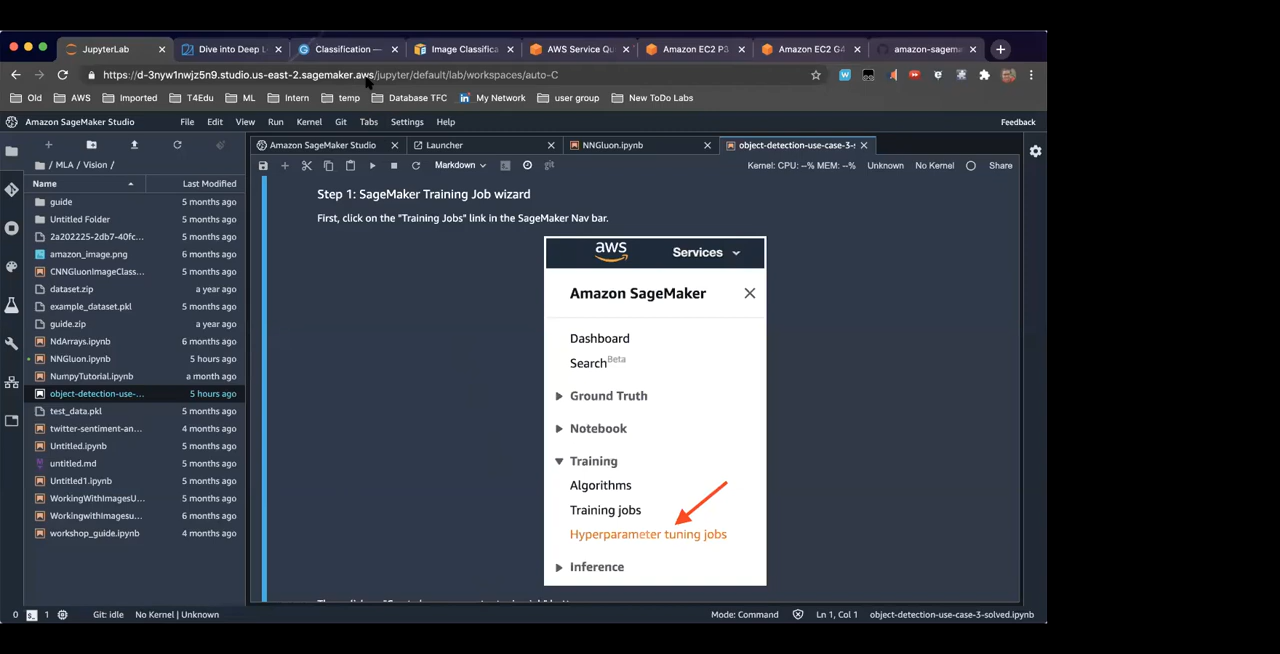 JupyterLab
Dive into Deep L
Classification —
Image Classifica
AWS Service Qu
Amazon EC2 P3
Amazon EC2 G4
amazon-sagem
https://d-3nyw1nwjz5n9.studio.us-east-2.sagemaker.aws/jupyter/default/lab/workspaces/auto-C
Old
AWS
Imported
T4Edu
ML
Intern
temp
Database TFC
My Network
user group
New ToDo Labs
Amazon SageMaker Studio
File Edit View Run Kernel Git Tabs Settings Help
Feedback
/ MLA / Vision /
Name
Last Modified
guide 5 months ago
Untitled Folder 5 months ago
2a202225-2db7-40fc... 5 months ago
amazon_image.png 6 months ago
CNNGluonImageClass... 5 months ago
dataset.zip a year ago
example_dataset.pkl 5 months ago
guide.zip a year ago
NdArrays.ipynb 6 months ago
NNGluon.ipynb 5 hours ago
NumpyTutorial.ipynb a month ago
object-detection-use-... 5 hours ago
test_data.pkl 5 months ago
twitter-sentiment-an... 4 months ago
Untitled.ipynb 5 months ago
untitled.md 5 months ago
Untitled1.ipynb 5 months ago
WorkingWithImagesU... 5 months ago
Workingwithimagesu... 6 months ago
workshop_guide.ipynb 4 months ago
Amazon SageMaker Studio
Launcher
NNGluon.ipynb
object-detection-use-case-3-s
Markdown
git
Kernel: CPU: --% MEM: --%
Unknown
No Kernel
Share
Step 1: SageMaker Training Job wizard
First, click on the "Training Jobs" link in the SageMaker Nav bar.
aws
Services
Amazon SageMaker
Dashboard
Search Beta
Ground Truth
Notebook
Training
Algorithms
Training jobs
Hyperparameter tuning jobs
Inference
0
1
Git: idle
No Kernel | Unknown
Mode: Command
Ln 1, Col 1
object-detection-use-case-3-solved.ipynb